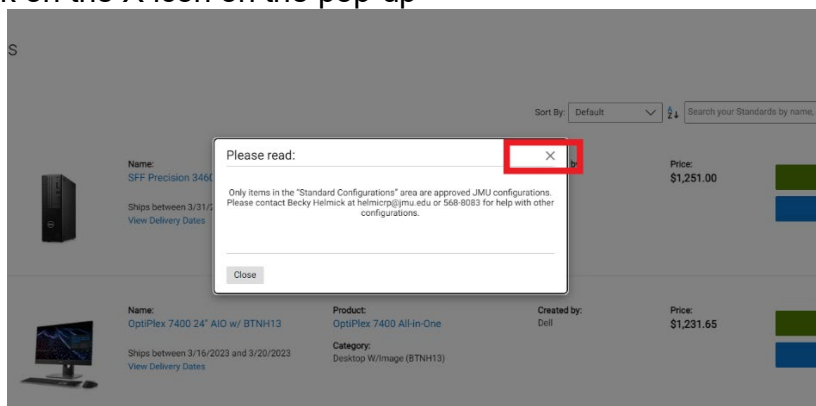 on the X icon on the pop-up
S
Sort By: Default
Search your Standards by name,
Please read:
Name:
Price:
SFF Precision 3460
$1,251.00
Only items in the "Standard Configurations" area are approved JMU configurations.
Please contact Becky Helmick at helmicrp@jmu.edu or 568-8083 for help with other
configurations.
Ships between 3/31/2
View Delivery Dates
Close
Name:
Product:
Created by:
Price:
OptiPlex 7400 24" AIO w/ BTNH13
OptiPlex 7400 All-in-One
Dell
$1,231.65
Category:
Ships between 3/16/2023 and 3/20/2023
Desktop W/Image (BTNH13)
View Delivery Dates